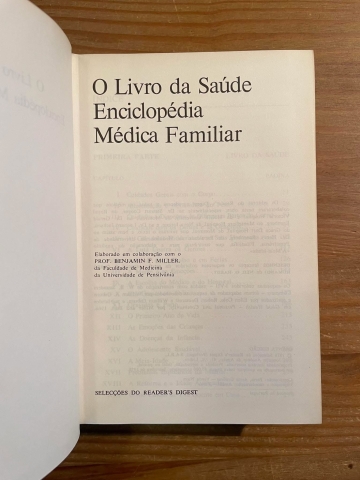 O Livro da Saúde
Enciclopédia
Médica Familiar
Elaborado em colaboração com o
PROF. BENJAMIN F. MILLER,
da Faculdade de Medicina
da Universidade de Pensilvânia
SELECÇÕES DO READER'S DIGEST